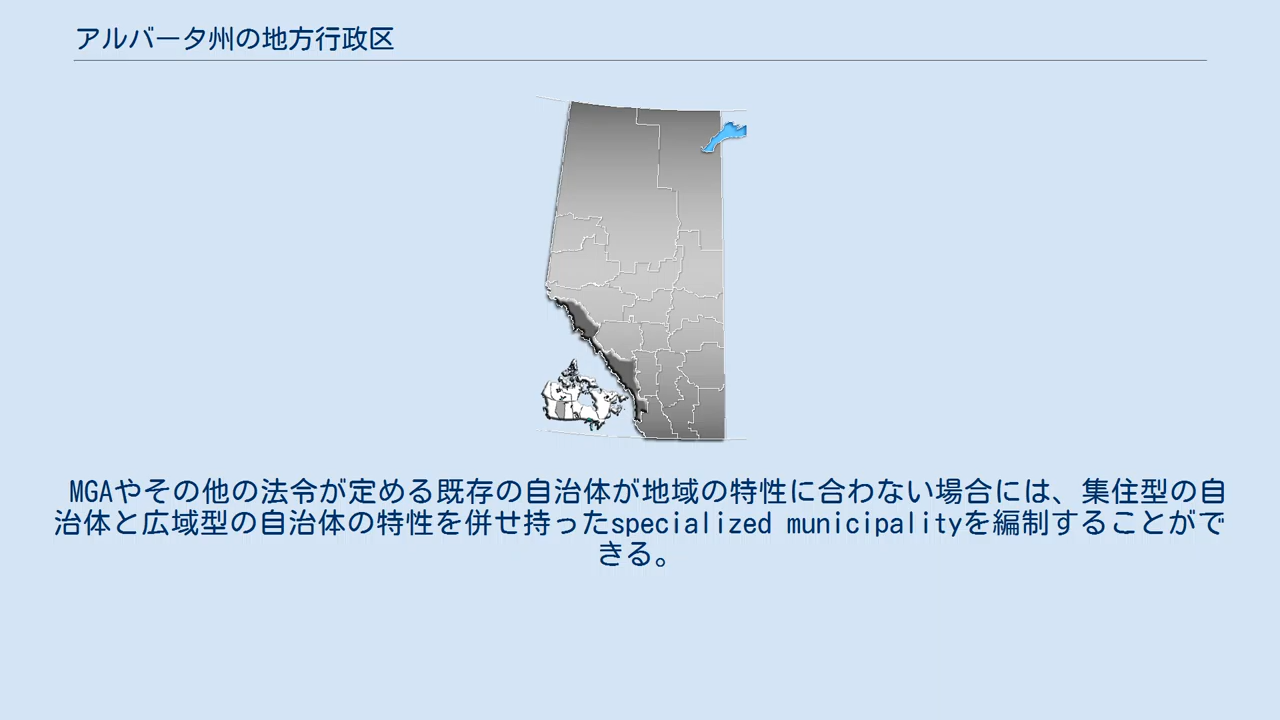 アルバータ州の地方行政区
MGAやその他の法令が定める既存の自治体が地域の特性に合わない場合には、集住型の自
治体と広域型の自治体の特性を併せ持ったspecialized municipalityを編制することがで
きる。